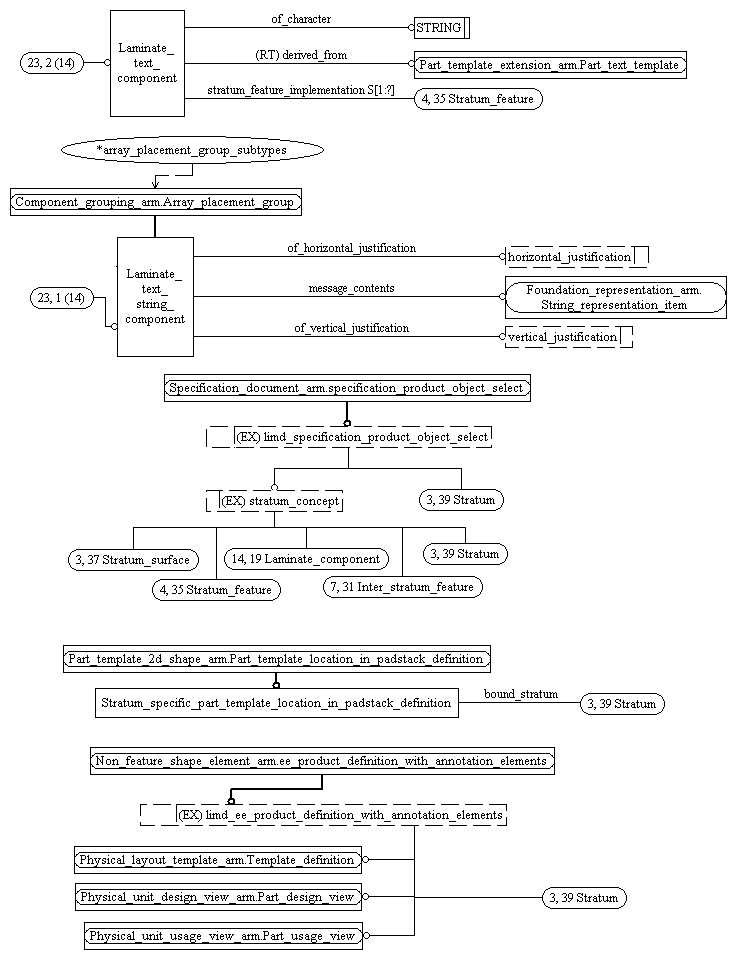 of_character
STRING
23, 2 (14)
Laminate_
text_
component
(RT) derived_from
Part_template_extension_arm.Part_text_template
stratum_feature_implementation S[1:?]
4, 35 Stratum_feature
*array_placement_group_subtypes
Component_grouping_arm.Array_placement_group
23, 1 (14)
Laminate_
text_
string_
component
of_horizontal_justification
horizontal_justification
message_contents
Foundation_representation_arm.
String_representation_item
of_vertical_justification
vertical_justification
Specification_document_arm.specification_product_object_select
(EX) limd_specification_product_object_select
(EX) stratum_concept
3, 39 Stratum
3, 37 Stratum_surface
14, 19 Laminate_component
3, 39 Stratum
4, 35 Stratum_feature
7, 31 Inter_stratum_feature
Part_template_2d_shape_arm.Part_template_location_in_padstack_definition
Stratum_specific_part_template_location_in_padstack_definition
bound_stratum
3, 39 Stratum
Non_feature_shape_element_arm.ee_product_definition_with_annotation_elements
(EX) limd_ee_product_definition_with_annotation_elements
Physical_layout_template_arm.Template_definition
Physical_unit_design_view_arm.Part_design_view
3, 39 Stratum
Physical_unit_usage_view_arm.Part_usage_view